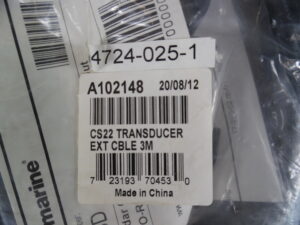 4724-025-1
A102148 20/08/12
CS22 TRANSDUCER
EXT CBLE 3M
7 23193 70453 0
Made in China
marine